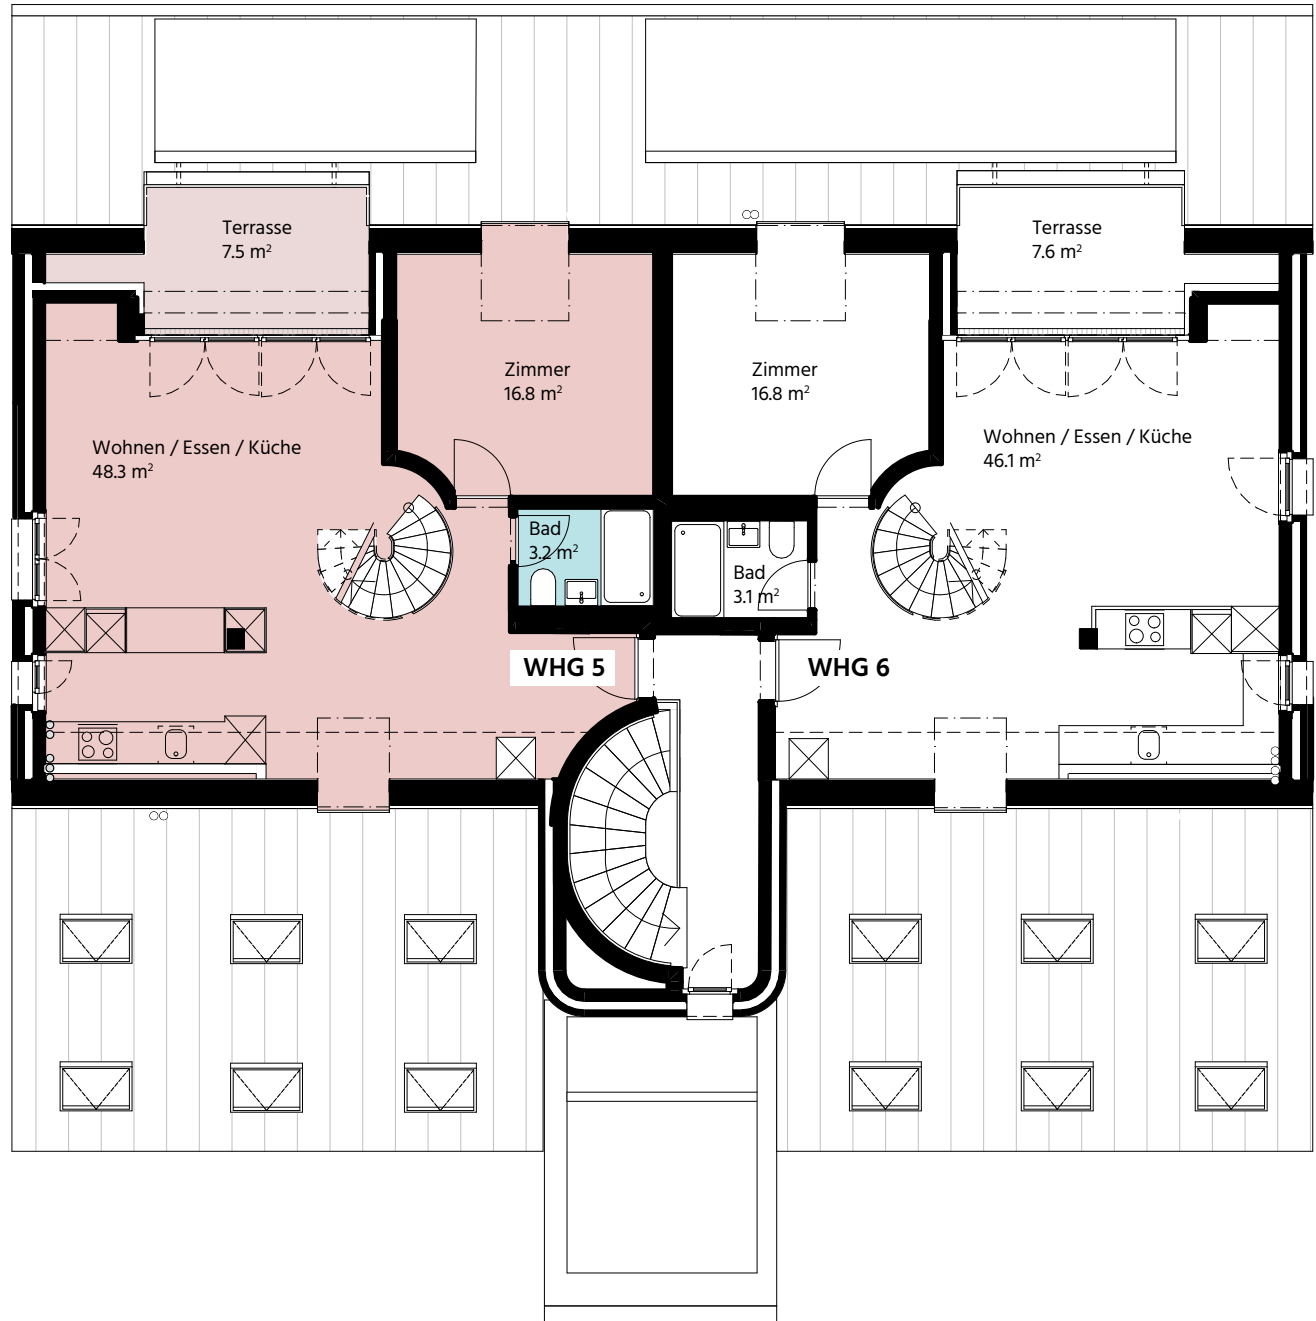 Terrasse
7.5 m²
Terrasse
7.6 m²
Zimmer
16.8 m²
Zimmer
16.8 m²
Wohnen / Essen / Küche
48.3 m²
Wohnen / Essen / Küche
46.1 m²
Bad
3.2 m²
Bad
3.1 m²
WHG 5
WHG 6